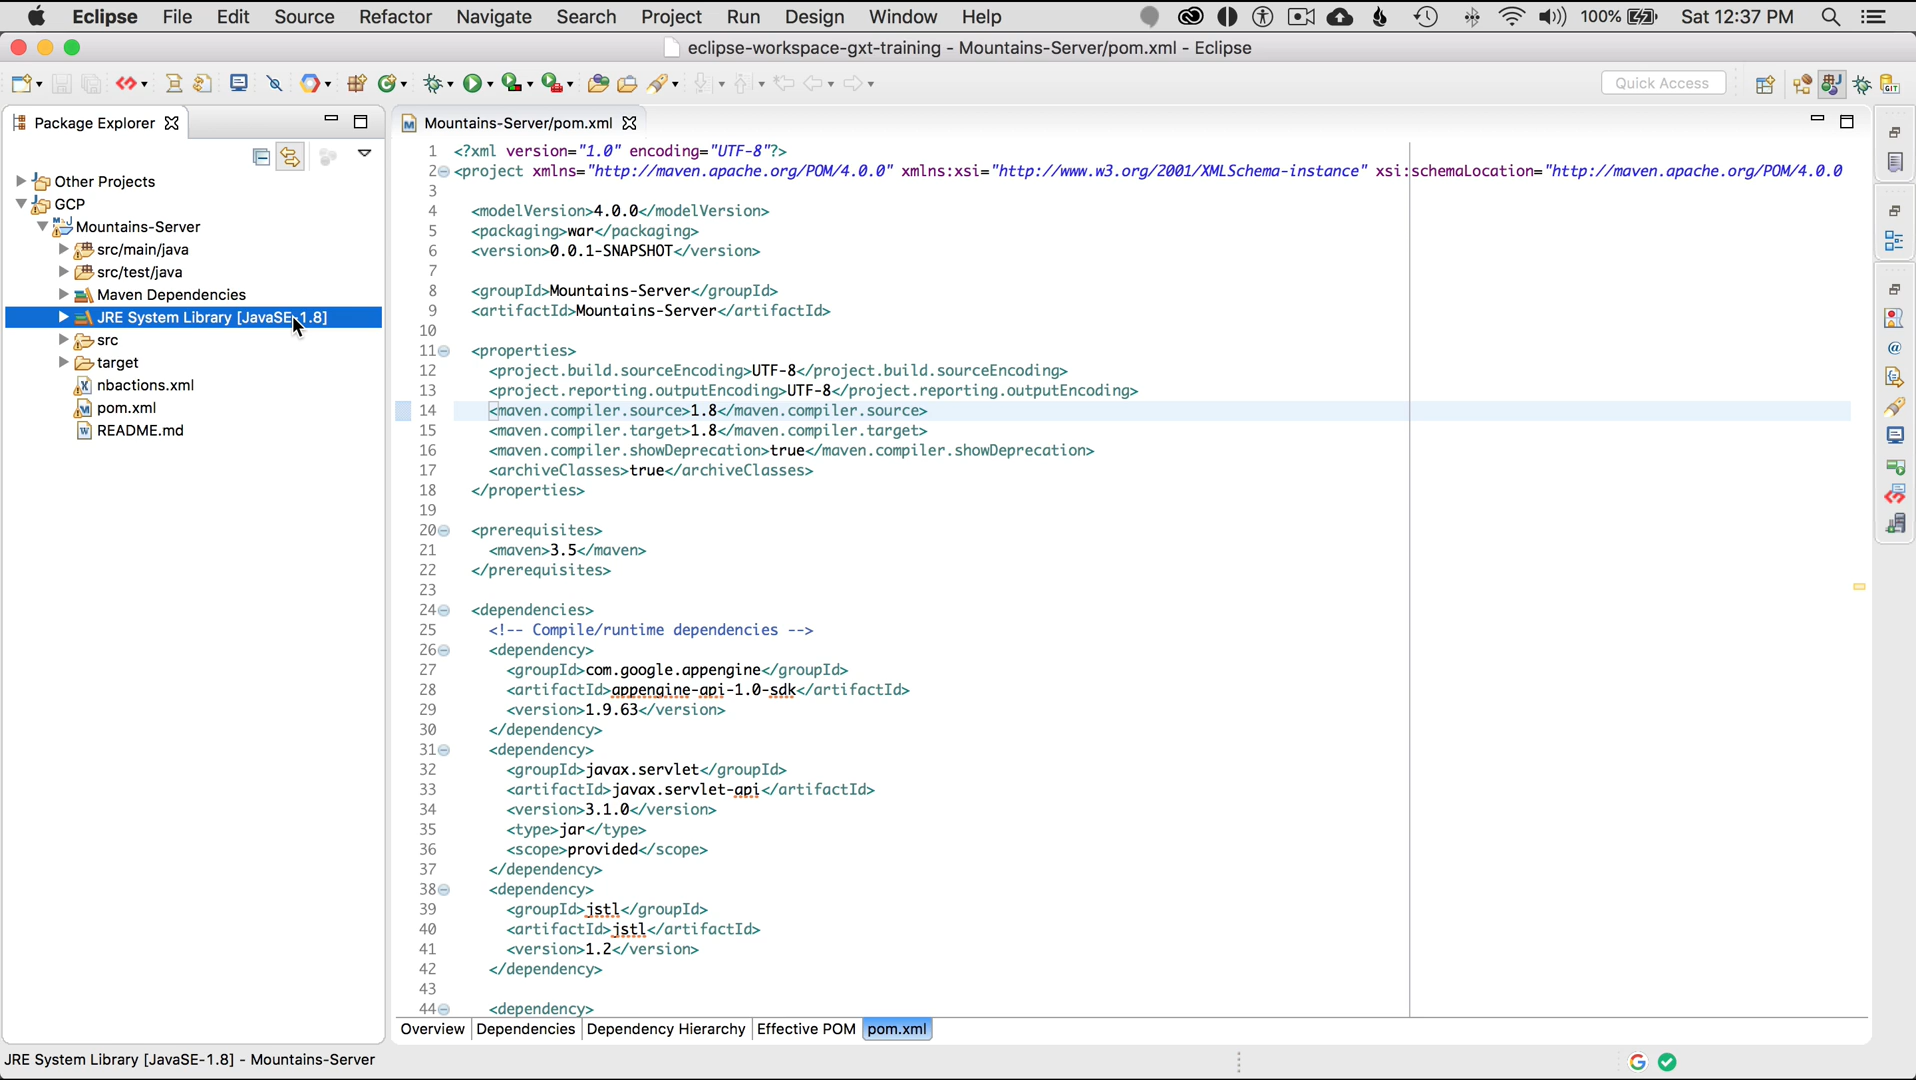 Eclipse File Edit Source Refactor Navigate Search Project Run Design Window Help 100% Sat 12:37 PM
eclipse-workspace-gxt-training - Mountains-Server/pom.xml - Eclipse
Quick Access
Package Explorer
Mountains-Server/pom.xml
Other Projects
GCP
Mountains-Server
src/main/java
src/test/java
Maven Dependencies
JRE System Library [JavaSE-1.8]
src
target
nbactions.xml
pom.xml
README.md
1 <?xml version="1.0" encoding="UTF-8"?>
2 <project xmlns="http://maven.apache.org/POM/4.0.0" xmlns:xsi="http://www.w3.org/2001/XMLSchema-instance" xsi:schemaLocation="http://maven.apache.org/POM/4.0.0
3
4 <modelVersion>4.0.0</modelVersion>
5 <packaging>war</packaging>
6 <version>0.0.1-SNAPSHOT</version>
7
8 <groupId>Mountains-Server</groupId>
9 <artifactId>Mountains-Server</artifactId>
10
11 <properties>
12 <project.build.sourceEncoding>UTF-8</project.build.sourceEncoding>
13 <project.reporting.outputEncoding>UTF-8</project.reporting.outputEncoding>
14 <maven.compiler.source>1.8</maven.compiler.source>
15 <maven.compiler.target>1.8</maven.compiler.target>
16 <maven.compiler.showDeprecation>true</maven.compiler.showDeprecation>
17 <archiveClasses>true</archiveClasses>
18 </properties>
19
20 <prerequisites>
21 <maven>3.5</maven>
22 </prerequisites>
23
24 <dependencies>
25 <!-- Compile/runtime dependencies -->
26 <dependency>
27 <groupId>com.google.appengine</groupId>
28 <artifactId>appengine-api-1.0-sdk</artifactId>
29 <version>1.9.63</version>
30 </dependency>
31 <dependency>
32 <groupId>javax.servlet</groupId>
33 <artifactId>javax.servlet-api</artifactId>
34 <version>3.1.0</version>
35 <type>jar</type>
36 <scope>provided</scope>
37 </dependency>
38 <dependency>
39 <groupId>jstl</groupId>
40 <artifactId>jstl</artifactId>
41 <version>1.2</version>
42 </dependency>
43
44 <dependency>
Overview Dependencies Dependency Hierarchy Effective POM pom.xml
JRE System Library [JavaSE-1.8] - Mountains-Server